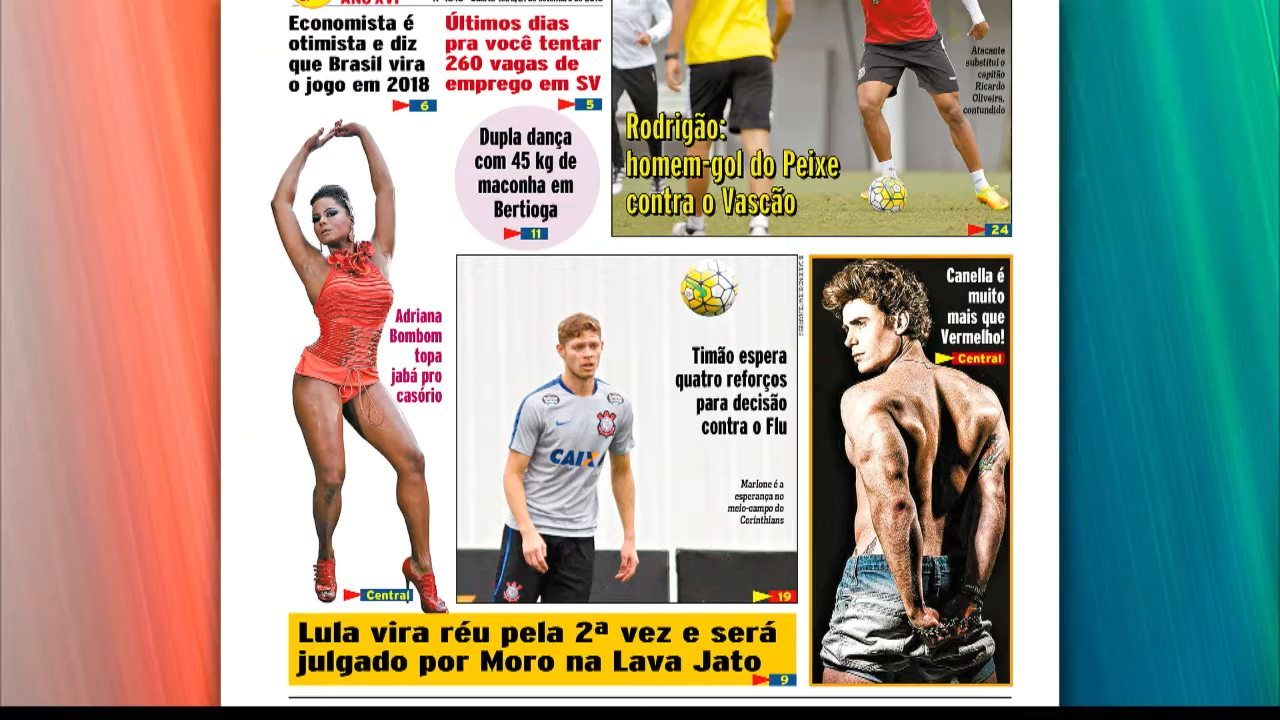 ANO XVI
Economista é
otimista e diz
que Brasil vira
o jogo em 2018
6
Últimos dias
pra você tentar
260 vagas de
emprego em SV
5
Atacante
substitui o
capitão
Ricardo
Oliveira,
contundido
Rodrigão:
homem-gol do Peixe
contra o Vascão
24
Dupla dança
com 45 kg de
maconha em
Bertioga
11
Adriana
Bombom
topa
jabá pro
casório
Central
Timão espera
quatro reforços
para decisão
contra o Flu
CAIXA
Marlone é a
esperança no
meio-campo do
Corinthians
19
Canella é
muito
mais que
Vermelho!
Central
Lula vira réu pela 2ª vez e será
julgado por Moro na Lava Jato
9